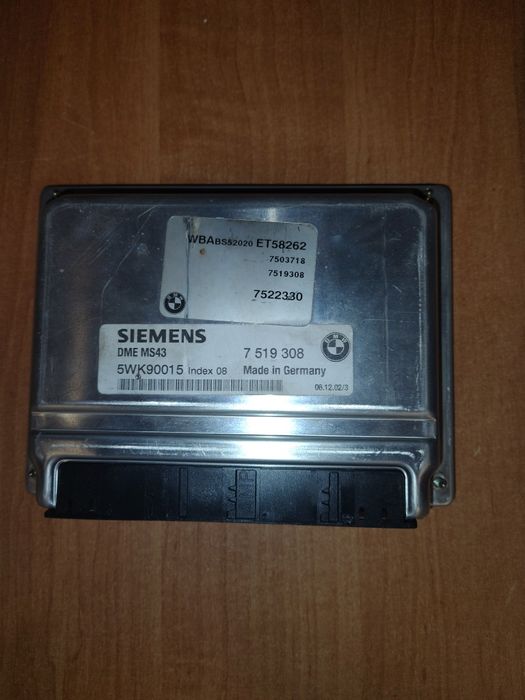 WBABS52020 ET58262
7503718
7519308
7522330
SIEMENS
DME MS43
7 519 308
5WK90015 Index 08
Made in Germany
08.12.02/3